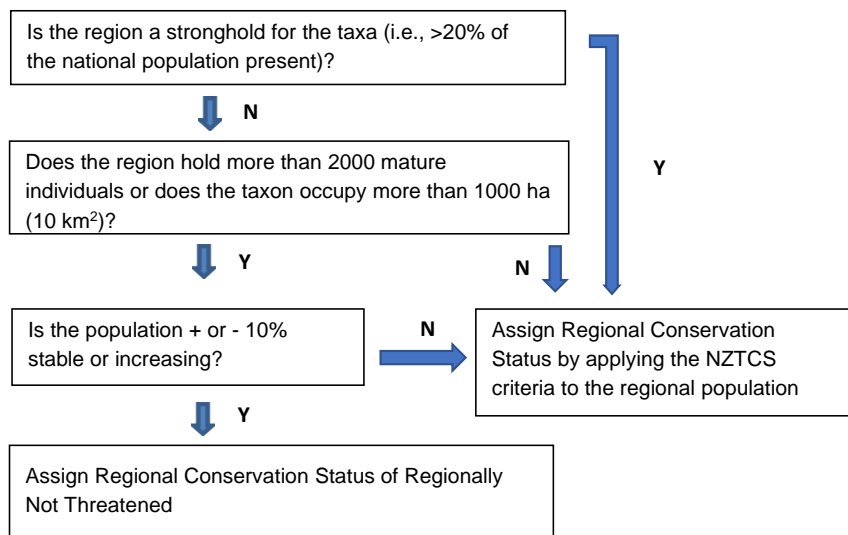 Is the region a stronghold for the taxa (i.e., >20% of
the national population present)?
N
Y
Does the region hold more than 2000 mature
individuals or does the taxon occupy more than 1000 ha
(10 km²)?
Y
N
Is the population + or - 10%
stable or increasing?
N
Assign Regional Conservation
Status by applying the NZTCS
criteria to the regional population
Y
Assign Regional Conservation Status of Regionally
Not Threatened